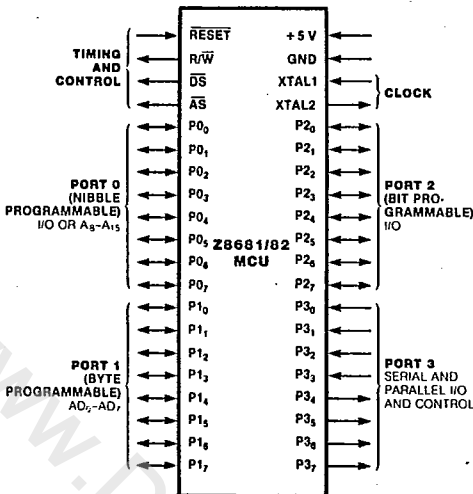 TIMING
AND
CONTROL
RESET
R/W
DS
AS
+5 V
GND
XTAL1
XTAL2
CLOCK
PORT 0
(NIBBLE
PROGRAMMABLE)
I/O OR A₈–A₁₅
P0₀
P0₁
P0₂
P0₃
P0₄
P0₅
P0₆
P0₇
Z8681/82
MCU
P2₀
P2₁
P2₂
P2₃
P2₄
P2₅
P2₆
P2₇
PORT 2
(BIT PRO-
GRAMMABLE)
I/O
PORT 1
(BYTE
PROGRAMMABLE)
P1₀
P1₁
P1₂
P1₃
P1₄
P1₅
P1₆
P1₇
P3₀
P3₁
P3₂
P3₃
P3₄
P3₅
P3₆
P3₇
PORT 3
SERIAL AND
PARALLEL I/O
AND CONTROL